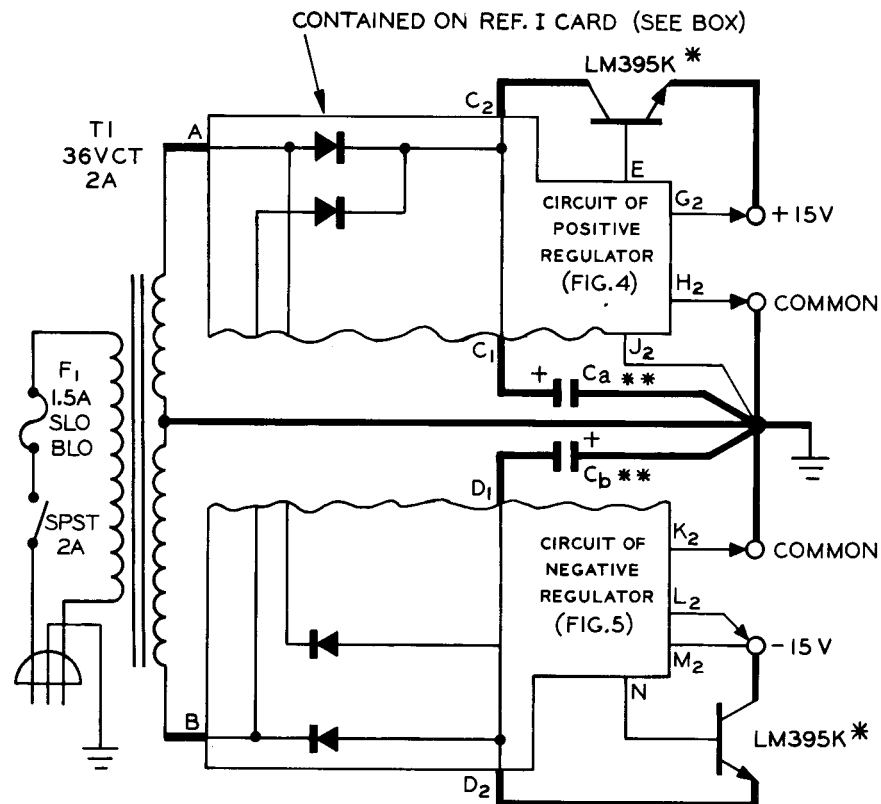 CONTAINED ON REF. I CARD (SEE BOX)
LM395K *
C2
A
T1
36VCT
2A
E
CIRCUIT OF
POSITIVE
REGULATOR
(FIG.4)
G2
+15V
H2
COMMON
J2
C1
+ Ca **
F1
1.5A
SLO
BLO
+
Cb **
D1
SPST
2A
CIRCUIT OF
NEGATIVE
REGULATOR
(FIG.5)
K2
COMMON
L2
-15V
M2
N
B
LM395K *
D2